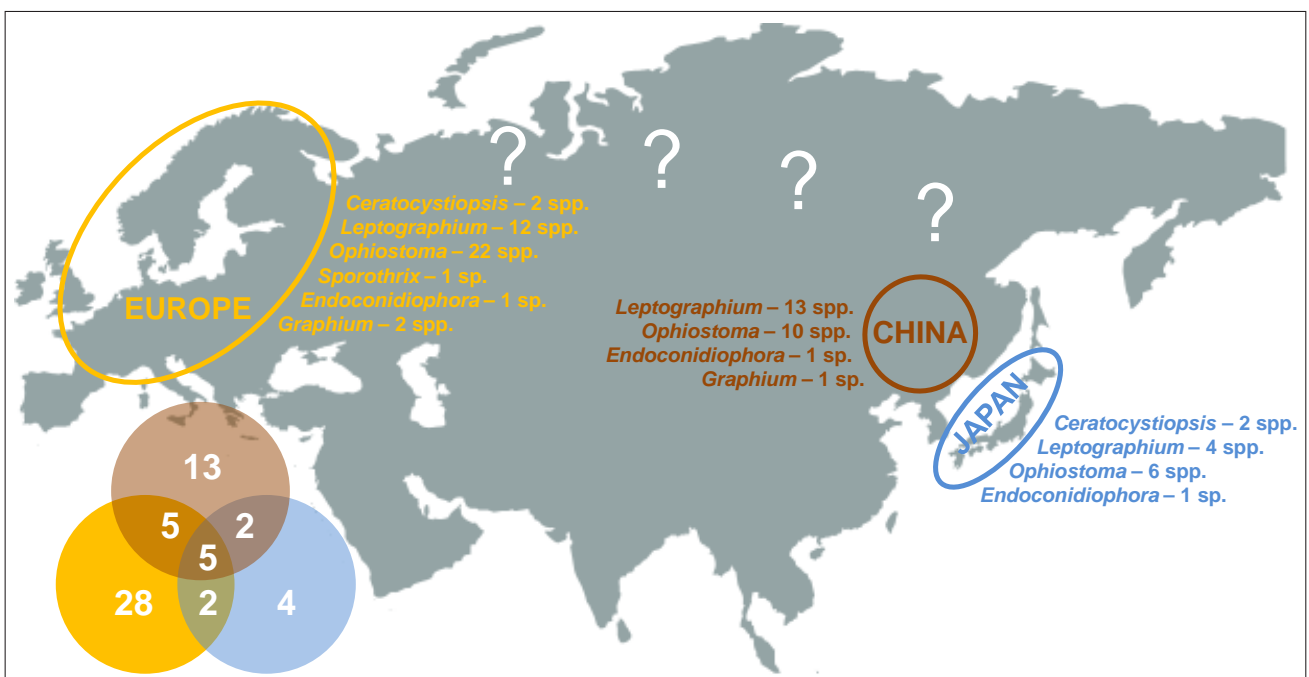 ? ? ? ?
Ceratocystiopsis – 2 spp.
Leptographium – 12 spp.
Ophiostoma – 22 spp.
Sporothrix – 1 sp.
Endoconidiophora – 1 sp.
Graphium – 2 spp.
EUROPE
Leptographium – 13 spp.
Ophiostoma – 10 spp.
Endoconidiophora – 1 sp.
Graphium – 1 sp.
CHINA
JAPAN
Ceratocystiopsis – 2 spp.
Leptographium – 4 spp.
Ophiostoma – 6 spp.
Endoconidiophora – 1 sp.
13
5 2
5
28 2 4